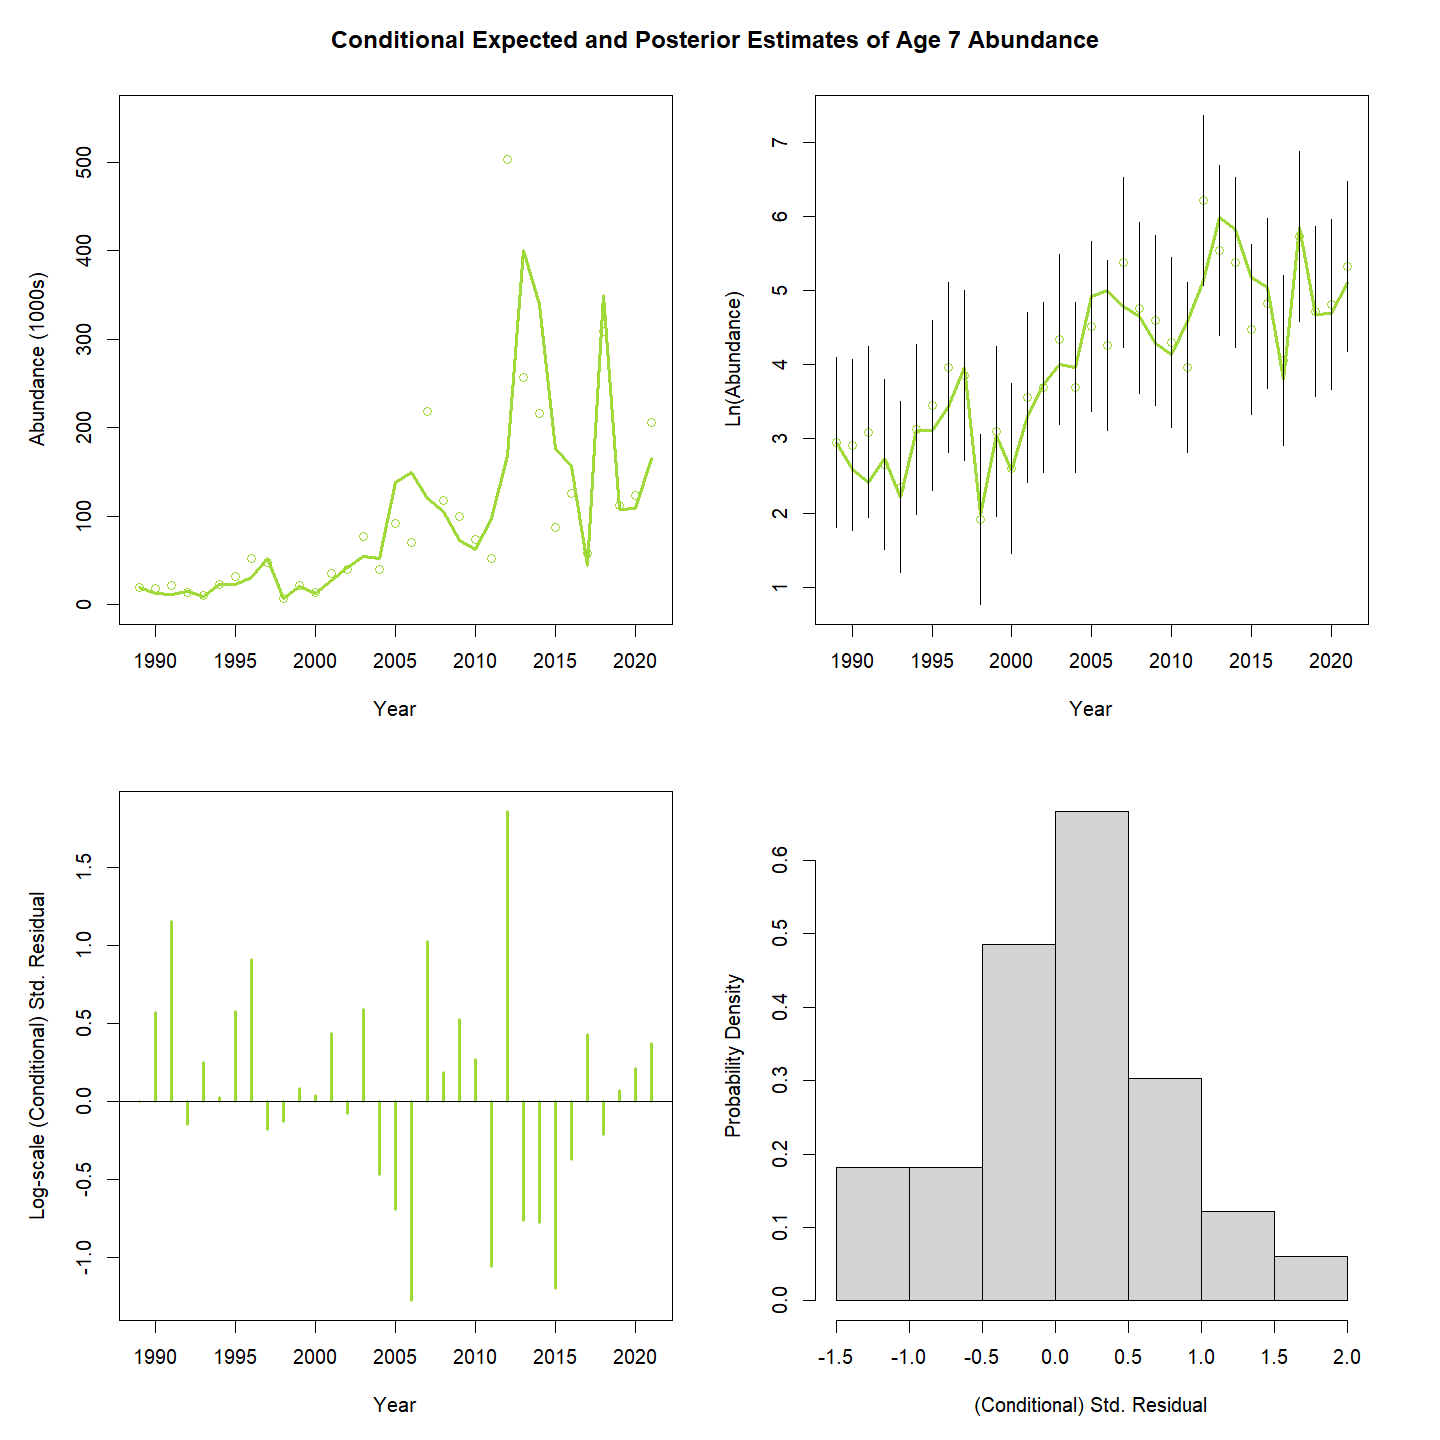 Conditional Expected and Posterior Estimates of Age 7 Abundance
Abundance (1000s)
0 100 200 300 400 500
1990 1995 2000 2005 2010 2015 2020
Year
Ln(Abundance)
1 2 3 4 5 6 7
1990 1995 2000 2005 2010 2015 2020
Year
Log-scale (Conditional) Std. Residual
-1.0 -0.5 0.0 0.5 1.0 1.5
1990 1995 2000 2005 2010 2015 2020
Year
Probability Density
0.0 0.1 0.2 0.3 0.4 0.5 0.6
-1.5 -1.0 -0.5 0.0 0.5 1.0 1.5 2.0
(Conditional) Std. Residual